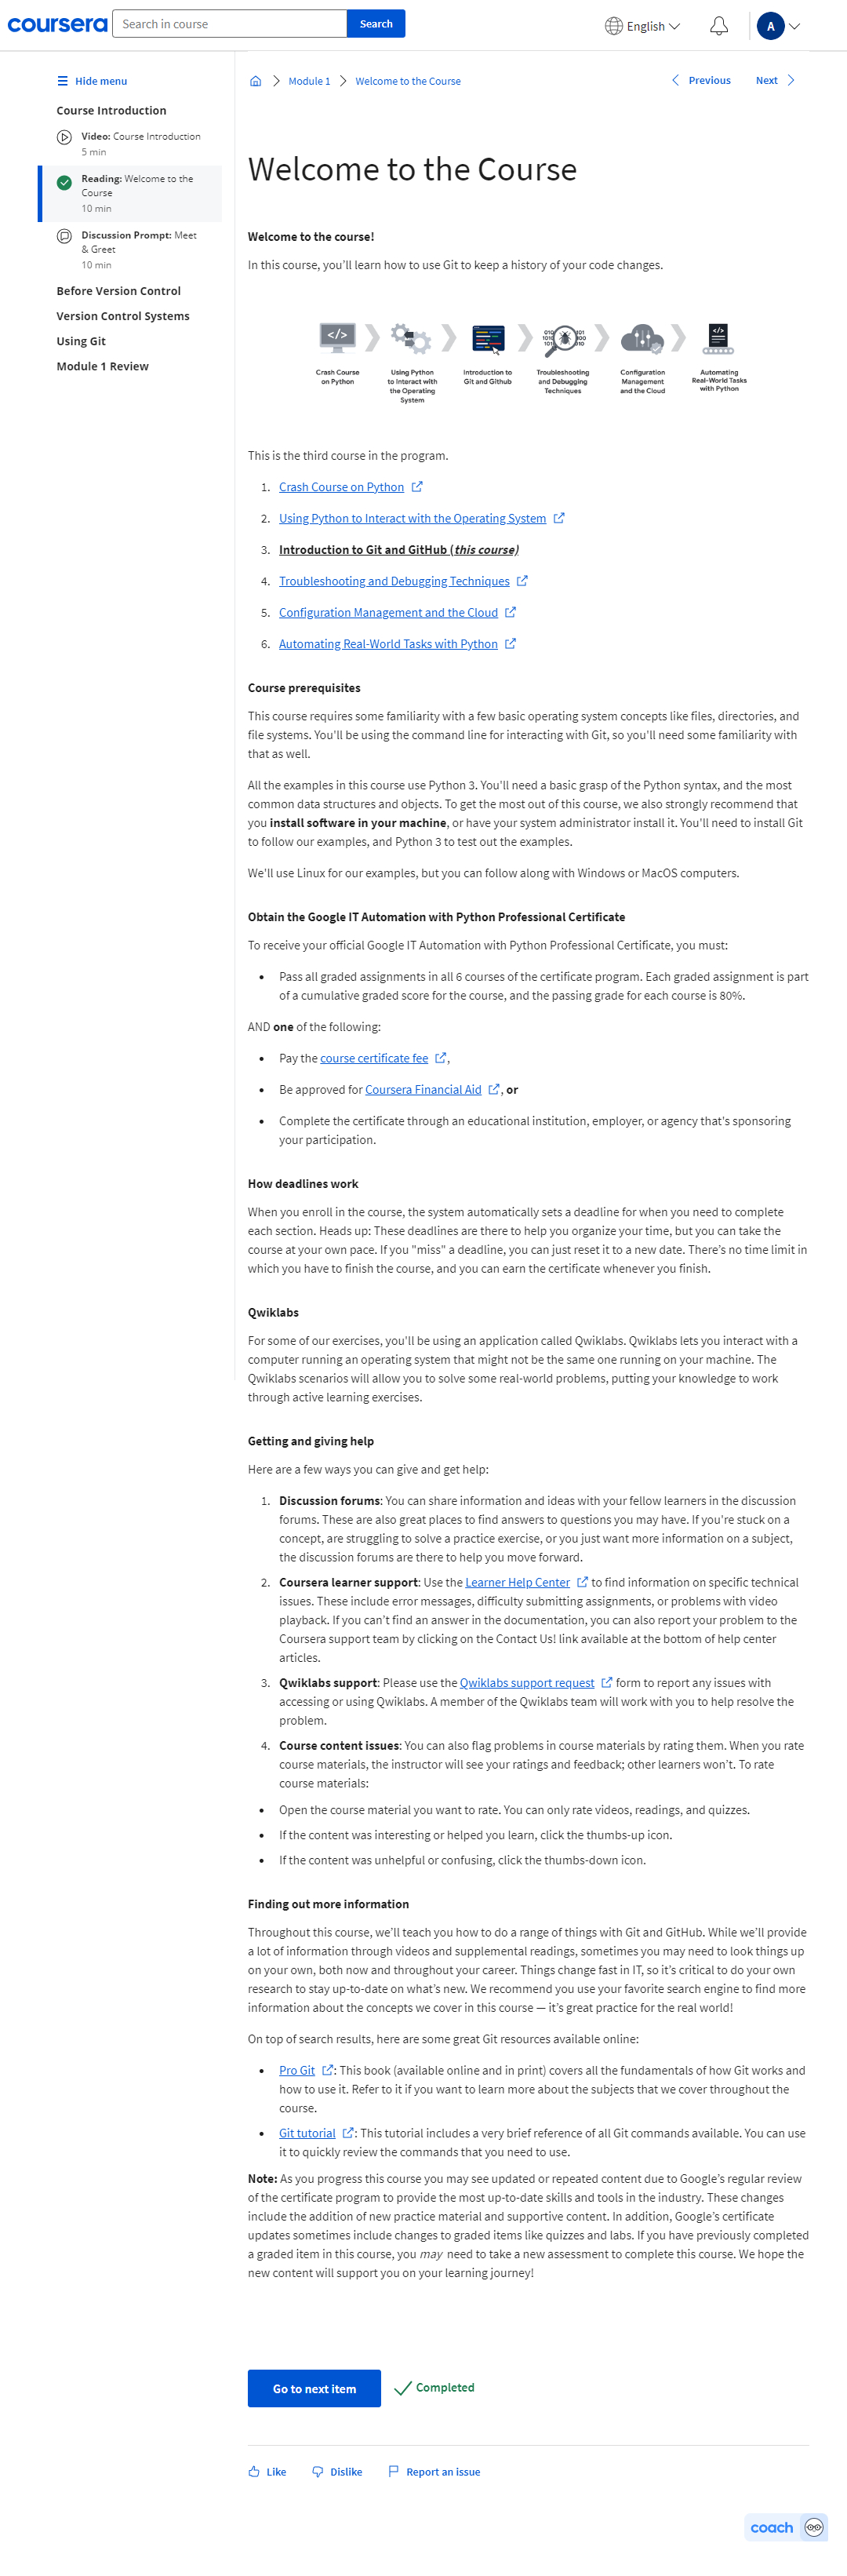 coursera
Search in course
Search
English
A
Hide menu
Module 1
Welcome to the Course
Previous
Next
Course Introduction
Video: Course Introduction
5 min
Reading: Welcome to the
Course
10 min
Discussion Prompt: Meet
& Greet
10 min
Before Version Control
Version Control Systems
Using Git
Module 1 Review
Welcome to the Course
Welcome to the course!
In this course, you’ll learn how to use Git to keep a history of your code changes.
Crash Course
on Python
Using Python
to Interact with
the Operating
System
Introduction to
Git and Github
Troubleshooting
and Debugging
Techniques
Configuration
Management
and the Cloud
Automating
Real-World Tasks
with Python
This is the third course in the program.
1. Crash Course on Python
2. Using Python to Interact with the Operating System
3. Introduction to Git and GitHub (this course)
4. Troubleshooting and Debugging Techniques
5. Configuration Management and the Cloud
6. Automating Real-World Tasks with Python
Course prerequisites
This course requires some familiarity with a few basic operating system concepts like files, directories, and
file systems. You'll be using the command line for interacting with Git, so you'll need some familiarity with
that as well.
All the examples in this course use Python 3. You'll need a basic grasp of the Python syntax, and the most
common data structures and objects. To get the most out of this course, we also strongly recommend that
you install software in your machine, or have your system administrator install it. You'll need to install Git
to follow our examples, and Python 3 to test out the examples.
We'll use Linux for our examples, but you can follow along with Windows or MacOS computers.
Obtain the Google IT Automation with Python Professional Certificate
To receive your official Google IT Automation with Python Professional Certificate, you must:
• Pass all graded assignments in all 6 courses of the certificate program. Each graded assignment is part
of a cumulative graded score for the course, and the passing grade for each course is 80%.
AND one of the following:
• Pay the course certificate fee ,
• Be approved for Coursera Financial Aid , or
• Complete the certificate through an educational institution, employer, or agency that's sponsoring
your participation.
How deadlines work
When you enroll in the course, the system automatically sets a deadline for when you need to complete
each section. Heads up: These deadlines are there to help you organize your time, but you can take the
course at your own pace. If you "miss" a deadline, you can just reset it to a new date. There’s no time limit in
which you have to finish the course, and you can earn the certificate whenever you finish.
Qwiklabs
For some of our exercises, you'll be using an application called Qwiklabs. Qwiklabs lets you interact with a
computer running an operating system that might not be the same one running on your machine. The
Qwiklabs scenarios will allow you to solve some real-world problems, putting your knowledge to work
through active learning exercises.
Getting and giving help
Here are a few ways you can give and get help:
1. Discussion forums: You can share information and ideas with your fellow learners in the discussion
forums. These are also great places to find answers to questions you may have. If you're stuck on a
concept, are struggling to solve a practice exercise, or you just want more information on a subject,
the discussion forums are there to help you move forward.
2. Coursera learner support: Use the Learner Help Center to find information on specific technical
issues. These include error messages, difficulty submitting assignments, or problems with video
playback. If you can’t find an answer in the documentation, you can also report your problem to the
Coursera support team by clicking on the Contact Us! link available at the bottom of help center
articles.
3. Qwiklabs support: Please use the Qwiklabs support request form to report any issues with
accessing or using Qwiklabs. A member of the Qwiklabs team will work with you to help resolve the
problem.
4. Course content issues: You can also flag problems in course materials by rating them. When you rate
course materials, the instructor will see your ratings and feedback; other learners won’t. To rate
course materials:
• Open the course material you want to rate. You can only rate videos, readings, and quizzes.
• If the content was interesting or helped you learn, click the thumbs-up icon.
• If the content was unhelpful or confusing, click the thumbs-down icon.
Finding out more information
Throughout this course, we’ll teach you how to do a range of things with Git and GitHub. While we’ll provide
a lot of information through videos and supplemental readings, sometimes you may need to look things up
on your own, both now and throughout your career. Things change fast in IT, so it’s critical to do your own
research to stay up-to-date on what’s new. We recommend you use your favorite search engine to find more
information about the concepts we cover in this course — it’s great practice for the real world!
On top of search results, here are some great Git resources available online:
• Pro Git : This book (available online and in print) covers all the fundamentals of how Git works and
how to use it. Refer to it if you want to learn more about the subjects that we cover throughout the
course.
• Git tutorial : This tutorial includes a very brief reference of all Git commands available. You can use
it to quickly review the commands that you need to use.
Note: As you progress this course you may see updated or repeated content due to Google’s regular review
of the certificate program to provide the most up-to-date skills and tools in the industry. These changes
include the addition of new practice material and supportive content. In addition, Google’s certificate
updates sometimes include changes to graded items like quizzes and labs. If you have previously completed
a graded item in this course, you may need to take a new assessment to complete this course. We hope the
new content will support you on your learning journey!
Go to next item
Completed
Like
Dislike
Report an issue
coach